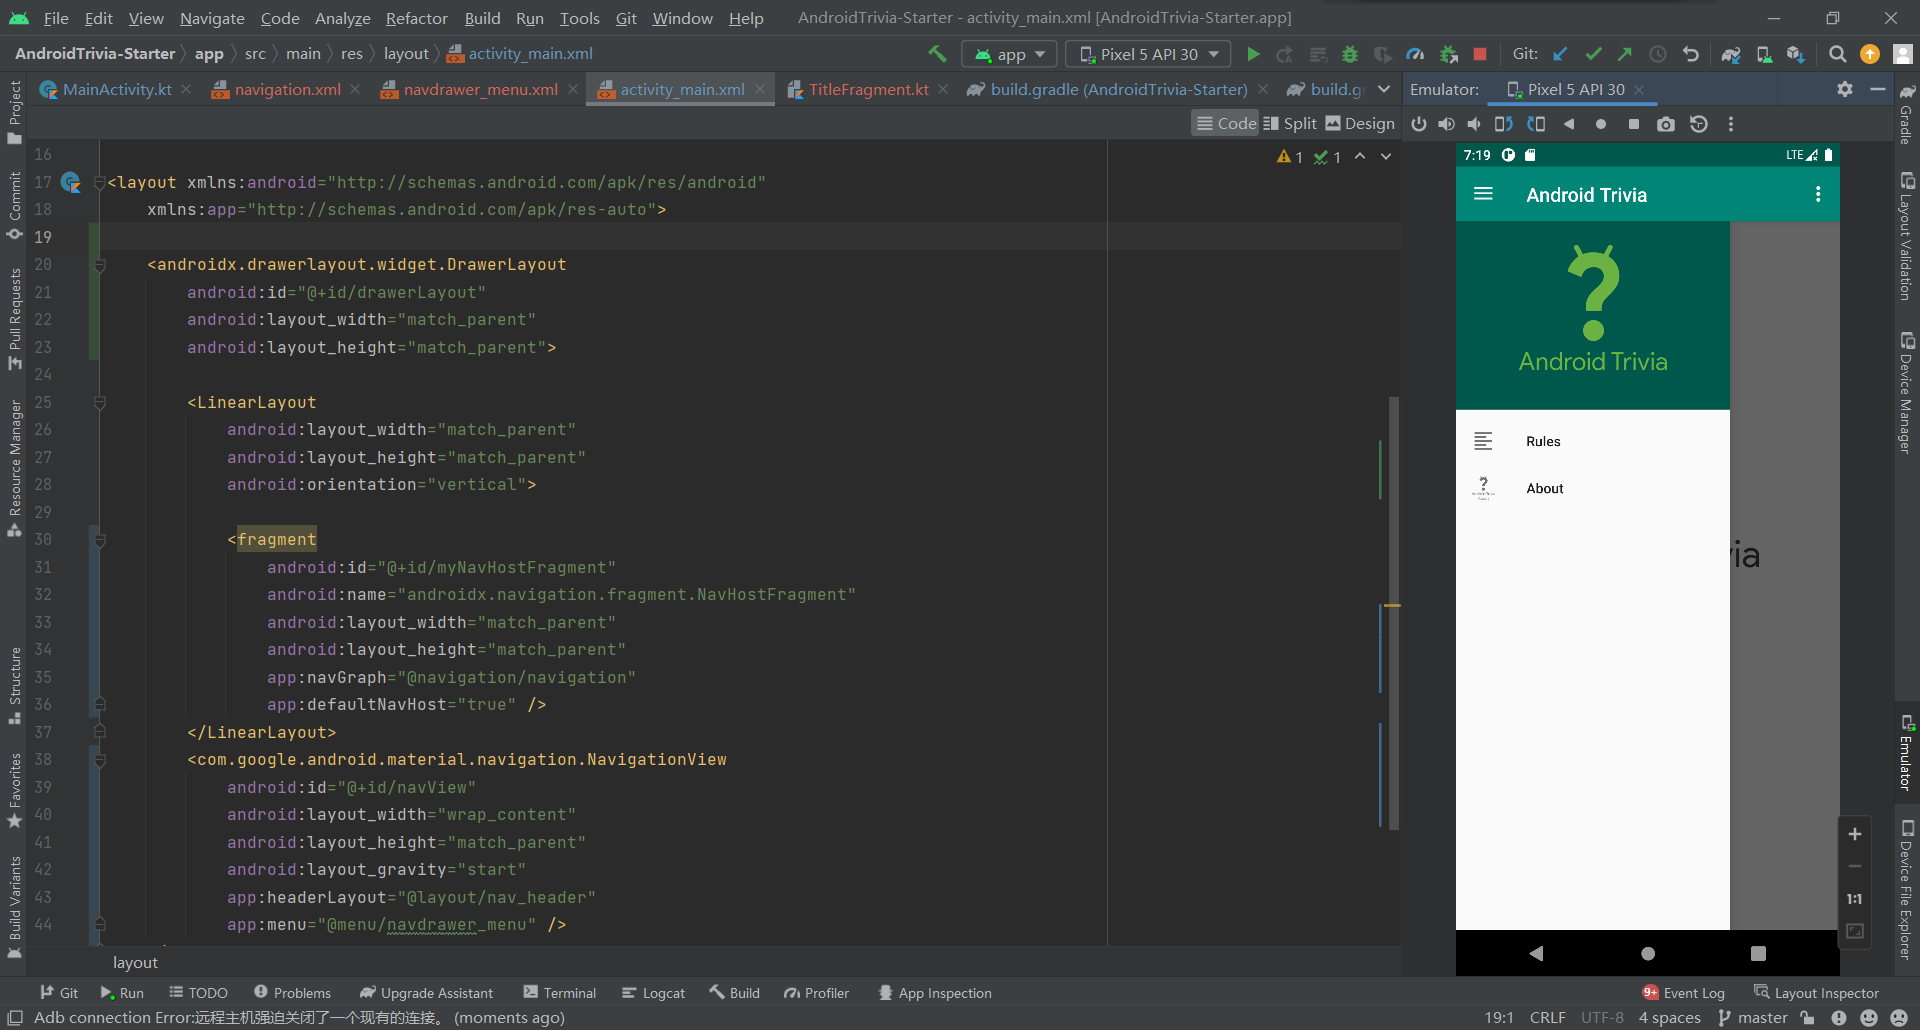 File Edit View Navigate Code Analyze Refactor Build Run Tools Git Window Help AndroidTrivia-Starter - activity_main.xml [AndroidTrivia-Starter.app]
AndroidTrivia-Starter app src main res layout activity_main.xml app Pixel 5 API 30 Git:
MainActivity.kt navigation.xml navdrawer_menu.xml activity_main.xml TitleFragment.kt build.gradle (AndroidTrivia-Starter) build.g Emulator: Pixel 5 API 30
Code Split Design
1 1
16
17 <layout xmlns:android="http://schemas.android.com/apk/res/android"
18 xmlns:app="http://schemas.android.com/apk/res-auto">
19
20 <androidx.drawerlayout.widget.DrawerLayout
21 android:id="@+id/drawerLayout"
22 android:layout_width="match_parent"
23 android:layout_height="match_parent">
24
25 <LinearLayout
26 android:layout_width="match_parent"
27 android:layout_height="match_parent"
28 android:orientation="vertical">
29
30 <fragment
31 android:id="@+id/myNavHostFragment"
32 android:name="androidx.navigation.fragment.NavHostFragment"
33 android:layout_width="match_parent"
34 android:layout_height="match_parent"
35 app:navGraph="@navigation/navigation"
36 app:defaultNavHost="true" />
37 </LinearLayout>
38 <com.google.android.material.navigation.NavigationView
39 android:id="@+id/navView"
40 android:layout_width="wrap_content"
41 android:layout_height="match_parent"
42 android:layout_gravity="start"
43 app:headerLayout="@layout/nav_header"
44 app:menu="@menu/navdrawer_menu" />
layout
Project
Commit
Pull Requests
Resource Manager
Structure
Favorites
Build Variants
7:19 LTE
Android Trivia
?
Android Trivia
Rules
About
via
1:1
Gradle
Layout Validation
Device Manager
Emulator
Device File Explorer
Git Run TODO Problems Upgrade Assistant Terminal Logcat Build Profiler App Inspection 9+ Event Log Layout Inspector
Adb connection Error:远程主机强迫关闭了一个现有的连接。 (moments ago) 19:1 CRLF UTF-8 4 spaces master